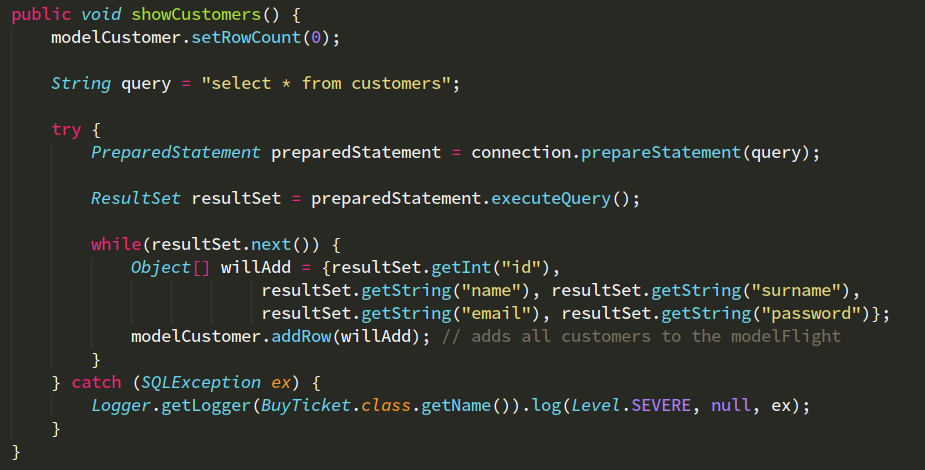 public void showCustomers() {
    modelCustomer.setRowCount(0);
    String query = "select * from customers";
    try {
        PreparedStatement preparedStatement = connection.prepareStatement(query);
        ResultSet resultSet = preparedStatement.executeQuery();
        while(resultSet.next()) {
            Object[] willAdd = {resultSet.getInt("id"),
                         resultSet.getString("name"), resultSet.getString("surname"),
                         resultSet.getString("email"), resultSet.getString("password")};
            modelCustomer.addRow(willAdd); // adds all customers to the modelFlight
        }
    } catch (SQLException ex) {
        Logger.getLogger(BuyTicket.class.getName()).log(Level.SEVERE, null, ex);
    }
}